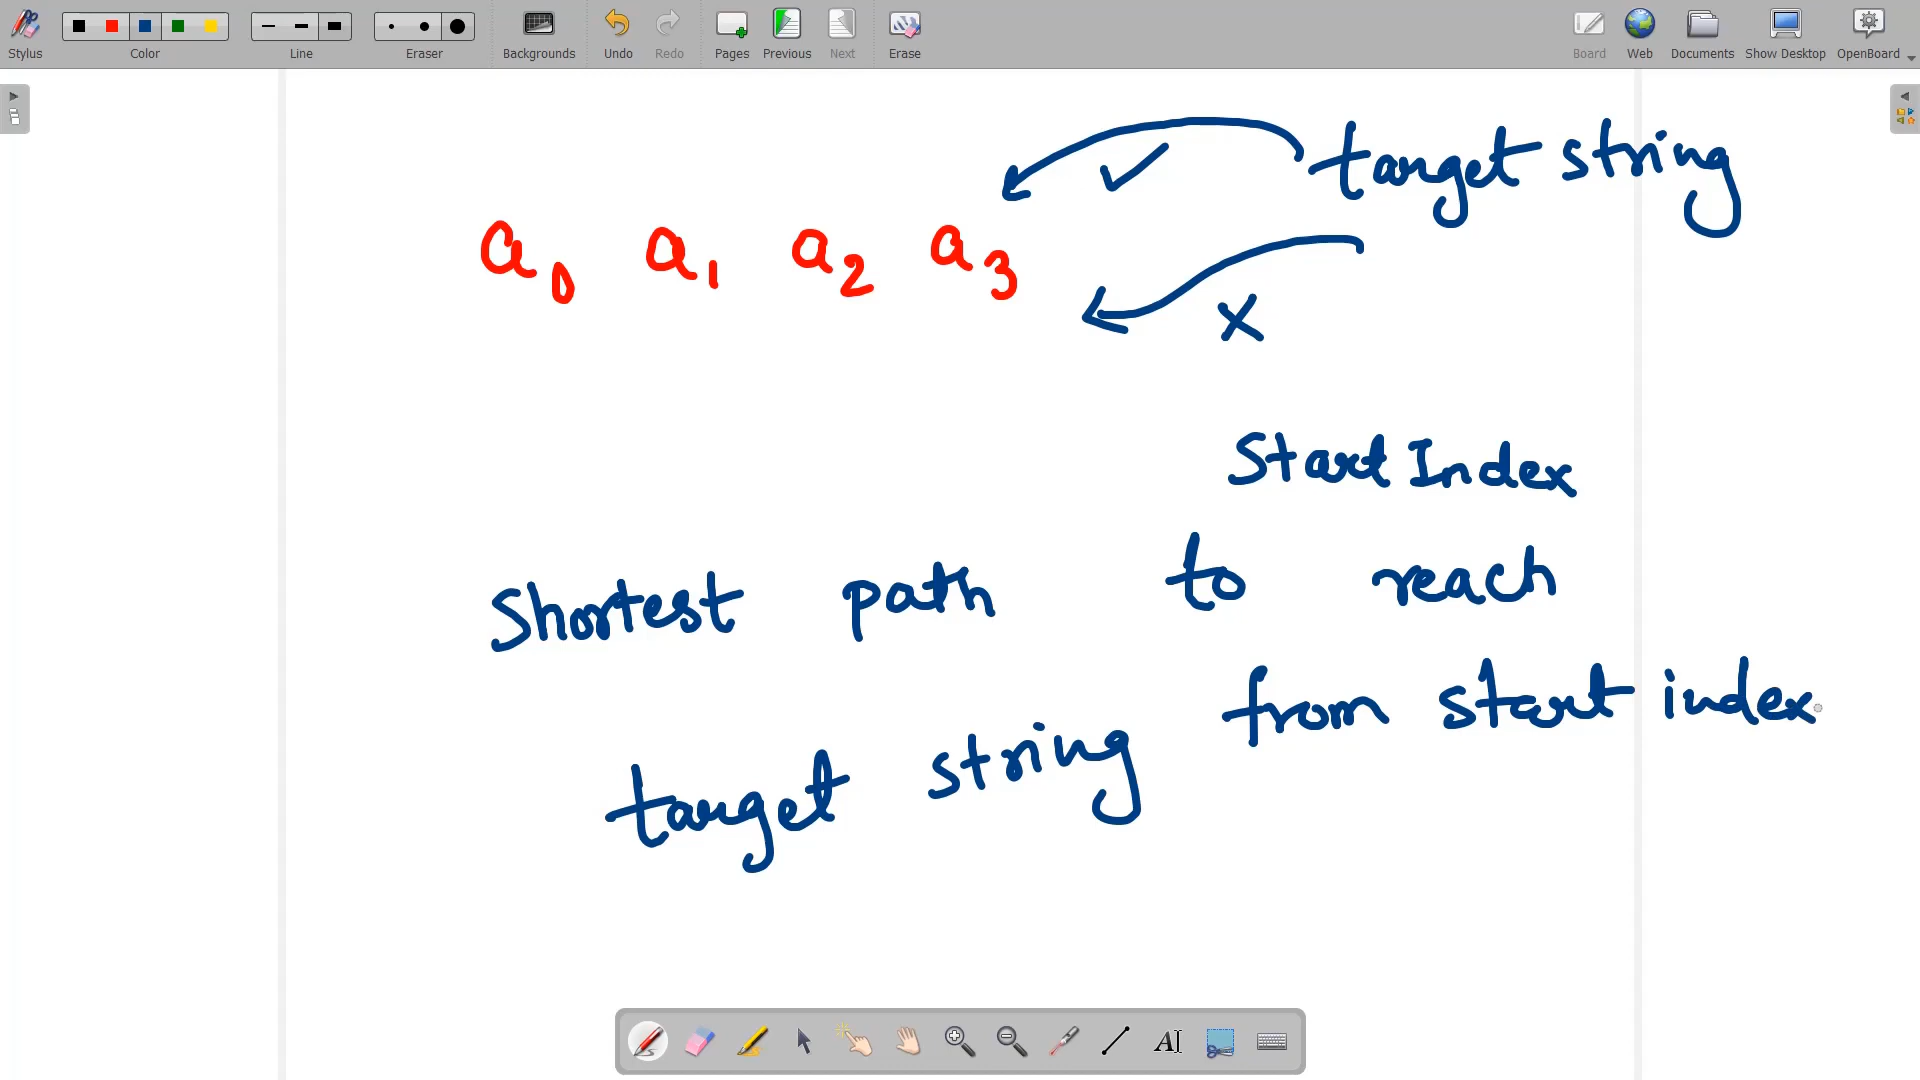 Stylus Color Line Eraser Backgrounds Undo Redo Pages Previous Next Erase Board Web Documents Show Desktop OpenBoard
target string
✓
a0 a1 a2 a3
x
Start Index
Shortest path to reach
target string from start index